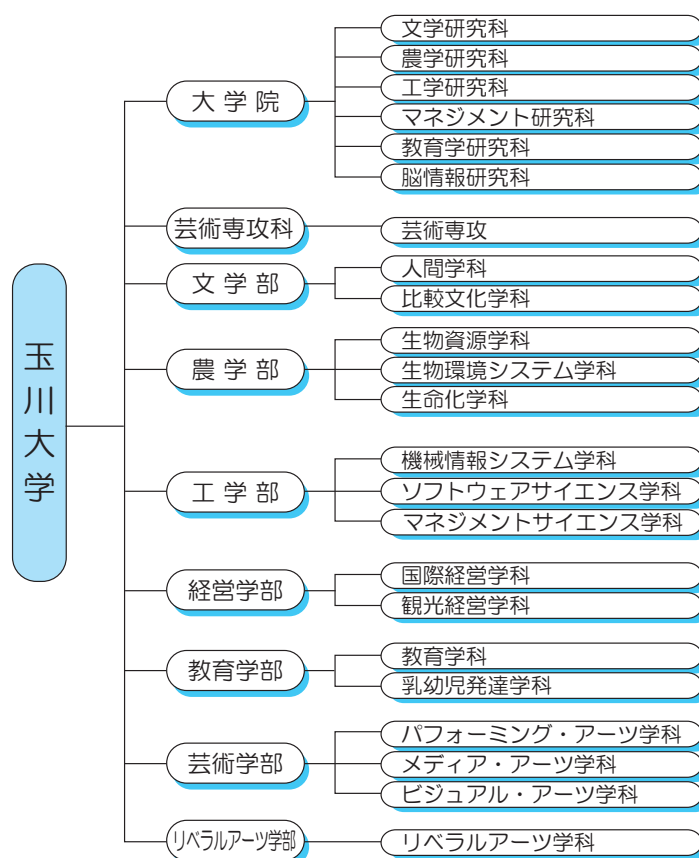 玉川大学
大学院
文学研究科
農学研究科
工学研究科
マネジメント研究科
教育学研究科
脳情報研究科
芸術専攻科
芸術専攻
文学部
人間学科
比較文化学科
農学部
生物資源学科
生物環境システム学科
生命化学科
工学部
機械情報システム学科
ソフトウェアサイエンス学科
マネジメントサイエンス学科
経営学部
国際経営学科
観光経営学科
教育学部
教育学科
乳幼児発達学科
芸術学部
パフォーミング・アーツ学科
メディア・アーツ学科
ビジュアル・アーツ学科
リベラルアーツ学部
リベラルアーツ学科